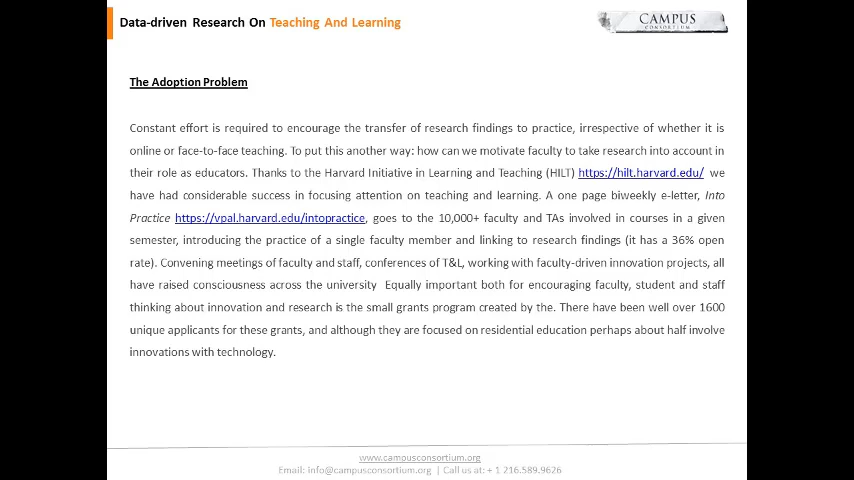 Data-driven Research On Teaching And Learning
CAMPUS
CONSORTIUM
The Adoption Problem
Constant effort is required to encourage the transfer of research findings to practice, irrespective of whether it is
online or face-to-face teaching. To put this another way: how can we motivate faculty to take research into account in
their role as educators. Thanks to the Harvard Initiative in Learning and Teaching (HILT) https://hilt.harvard.edu/ we
have had considerable success in focusing attention on teaching and learning. A one page biweekly e-letter, Into
Practice https://vpal.harvard.edu/intopractice, goes to the 10,000+ faculty and TAs involved in courses in a given
semester, introducing the practice of a single faculty member and linking to research findings (it has a 36% open
rate). Convening meetings of faculty and staff, conferences of T&L, working with faculty-driven innovation projects, all
have raised consciousness across the university Equally important both for encouraging faculty, student and staff
thinking about innovation and research is the small grants program created by the. There have been well over 1600
unique applicants for these grants, and although they are focused on residential education perhaps about half involve
innovations with technology.
www.campusconsortium.org
Email: info@campusconsortium.org | Call us at: + 1 216.589.9626